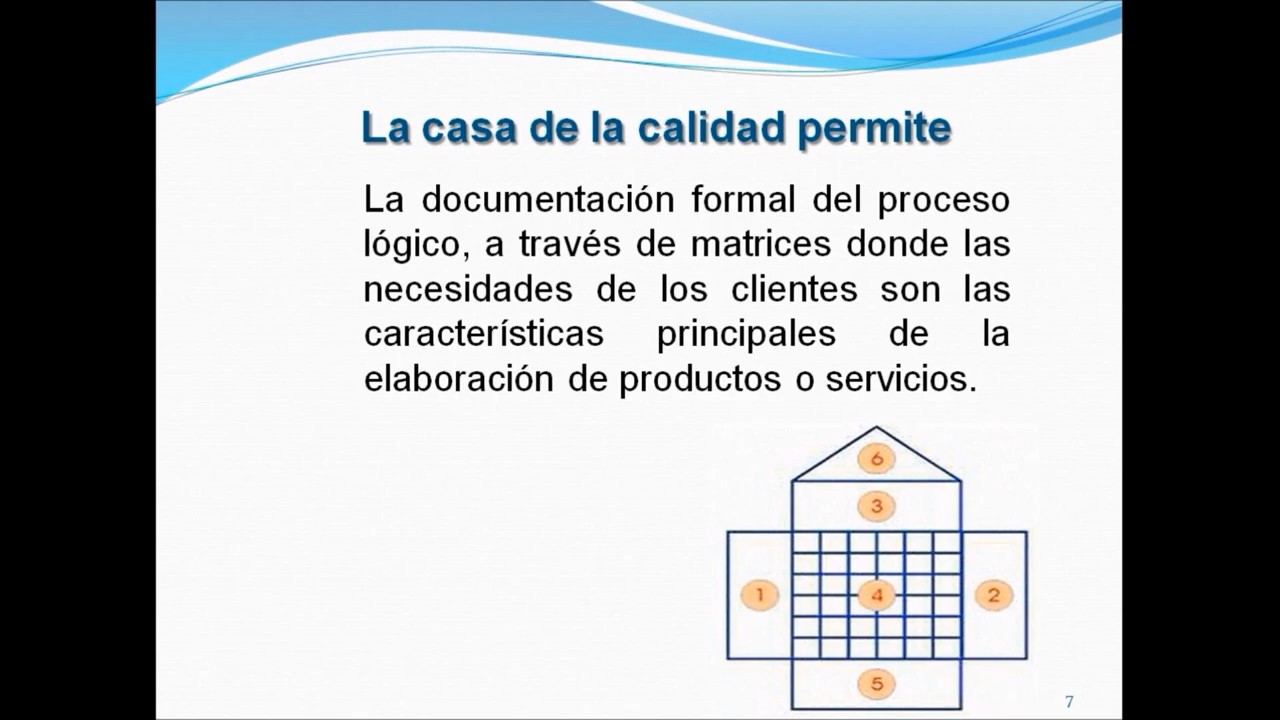 La casa de la calidad permite
La documentación formal del proceso
lógico, a través de matrices donde las
necesidades de los clientes son las
características principales de la
elaboración de productos o servicios.
6
3
1
4
2
5
7